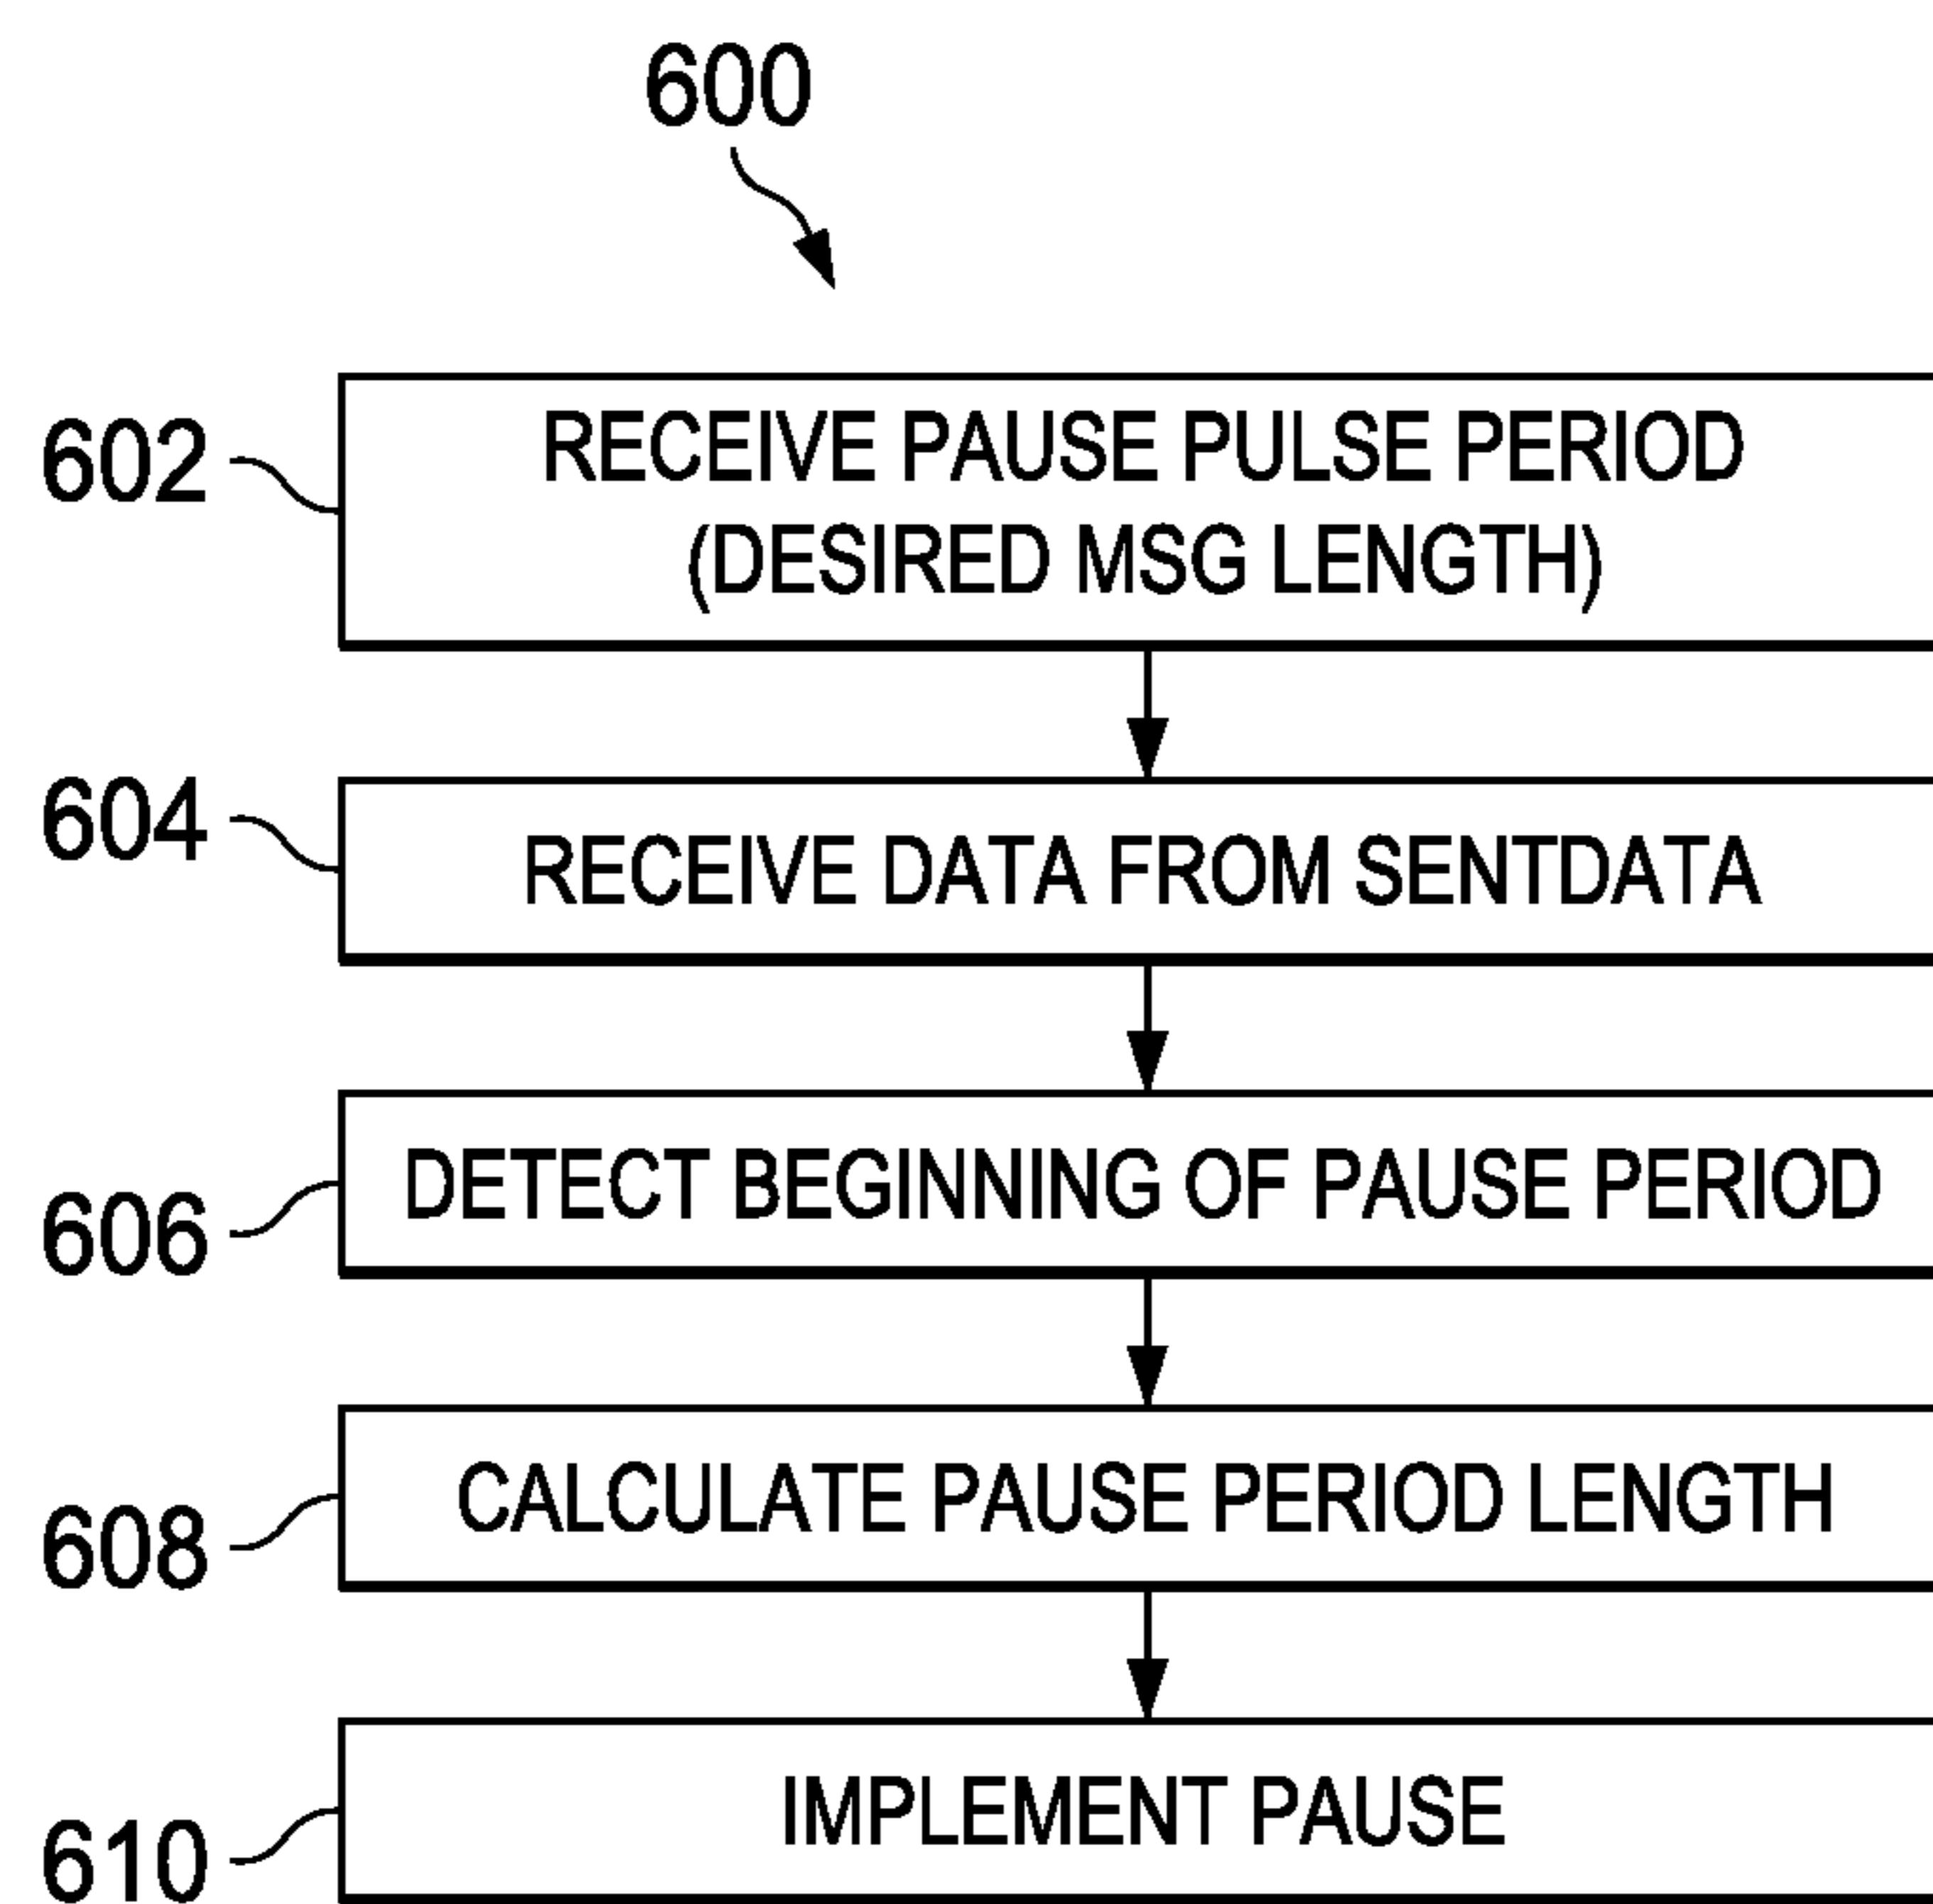 600
602
RECEIVE PAUSE PULSE PERIOD
(DESIRED MSG LENGTH)
604
RECEIVE DATA FROM SENTDATA
606
DETECT BEGINNING OF PAUSE PERIOD
608
CALCULATE PAUSE PERIOD LENGTH
610
IMPLEMENT PAUSE